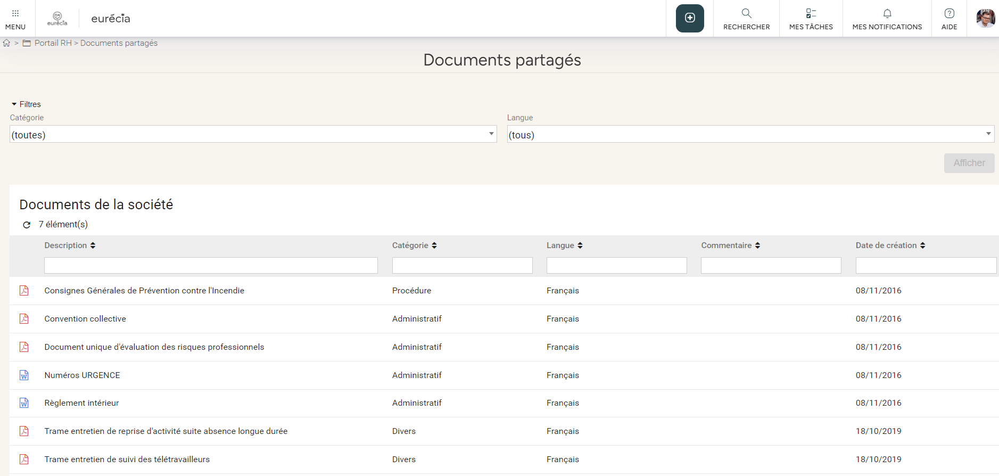 MENU
eurécia
eurécia
RECHERCHER
MES TÂCHES
MES NOTIFICATIONS
AIDE
> Portail RH > Documents partagés
Documents partagés
Filtres
Catégorie
Langue
(toutes)
(tous)
Afficher
Documents de la société
7 élément(s)
Description Catégorie Langue Commentaire Date de création
Consignes Générales de Prévention contre l'Incendie Procédure Français 08/11/2016
Convention collective Administratif Français 08/11/2016
Document unique d'évaluation des risques professionnels Administratif Français 08/11/2016
Numéros URGENCE Administratif Français 08/11/2016
Règlement intérieur Administratif Français 08/11/2016
Trame entretien de reprise d'activité suite absence longue durée Divers Français 18/10/2019
Trame entretien de suivi des télétravailleurs Divers Français 18/10/2019